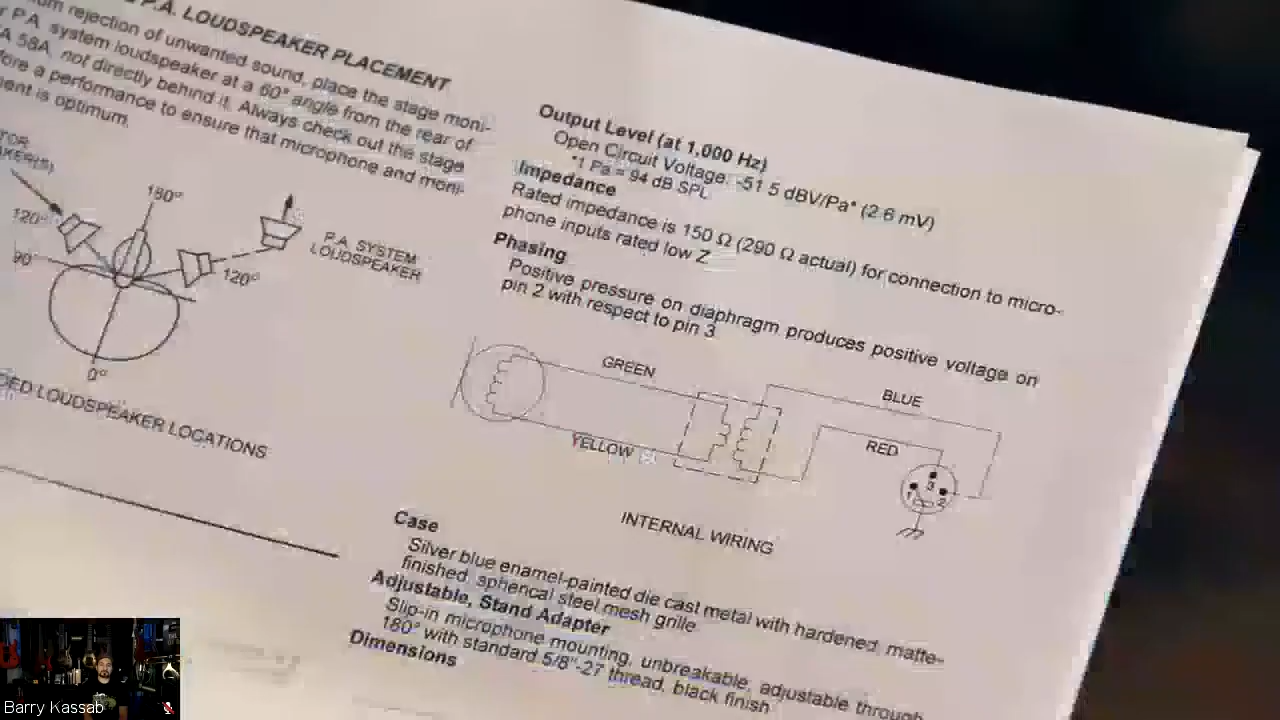 P.A. LOUDSPEAKER PLACEMENT
rejection of unwanted sound, place the stage moni-
P.A. system loudspeaker at a 60° angle from the rear of
58A, not directly behind it. Always check out the stage
a performance to ensure that microphone and moni-
is optimum.
180°
120°
90°
120°
0°
P.A. SYSTEM
LOUDSPEAKER
LOUDSPEAKER LOCATIONS
Output Level (at 1,000 Hz)
Open Circuit Voltage: -51.5 dBV/Pa* (2.6 mV)
*1 Pa = 94 dB SPL
Impedance
Rated impedance is 150 Ω (290 Ω actual) for connection to micro-
phone inputs rated low Z
Phasing
Positive pressure on diaphragm produces positive voltage on
pin 2 with respect to pin 3
GREEN
YELLOW
BLUE
RED
3
1
2
INTERNAL WIRING
Case
Silver blue enamel-painted die cast metal with hardened, matte-
finished, spherical steel mesh grille
Adjustable, Stand Adapter
Slip-in microphone mounting, unbreakable, adjustable through
180° with standard 5/8"-27 thread, black finish
Dimensions
Barry Kassab